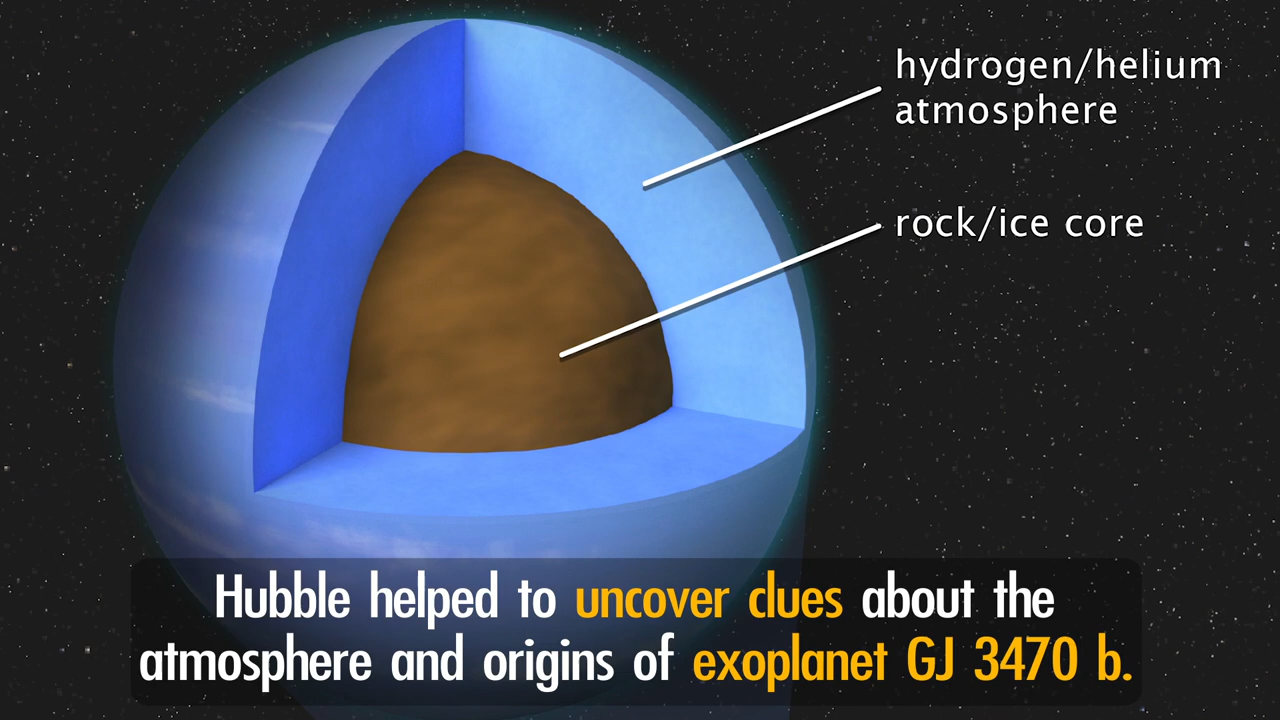 hydrogen/helium
atmosphere
rock/ice core
Hubble helped to uncover clues about the
atmosphere and origins of exoplanet GJ 3470 b.